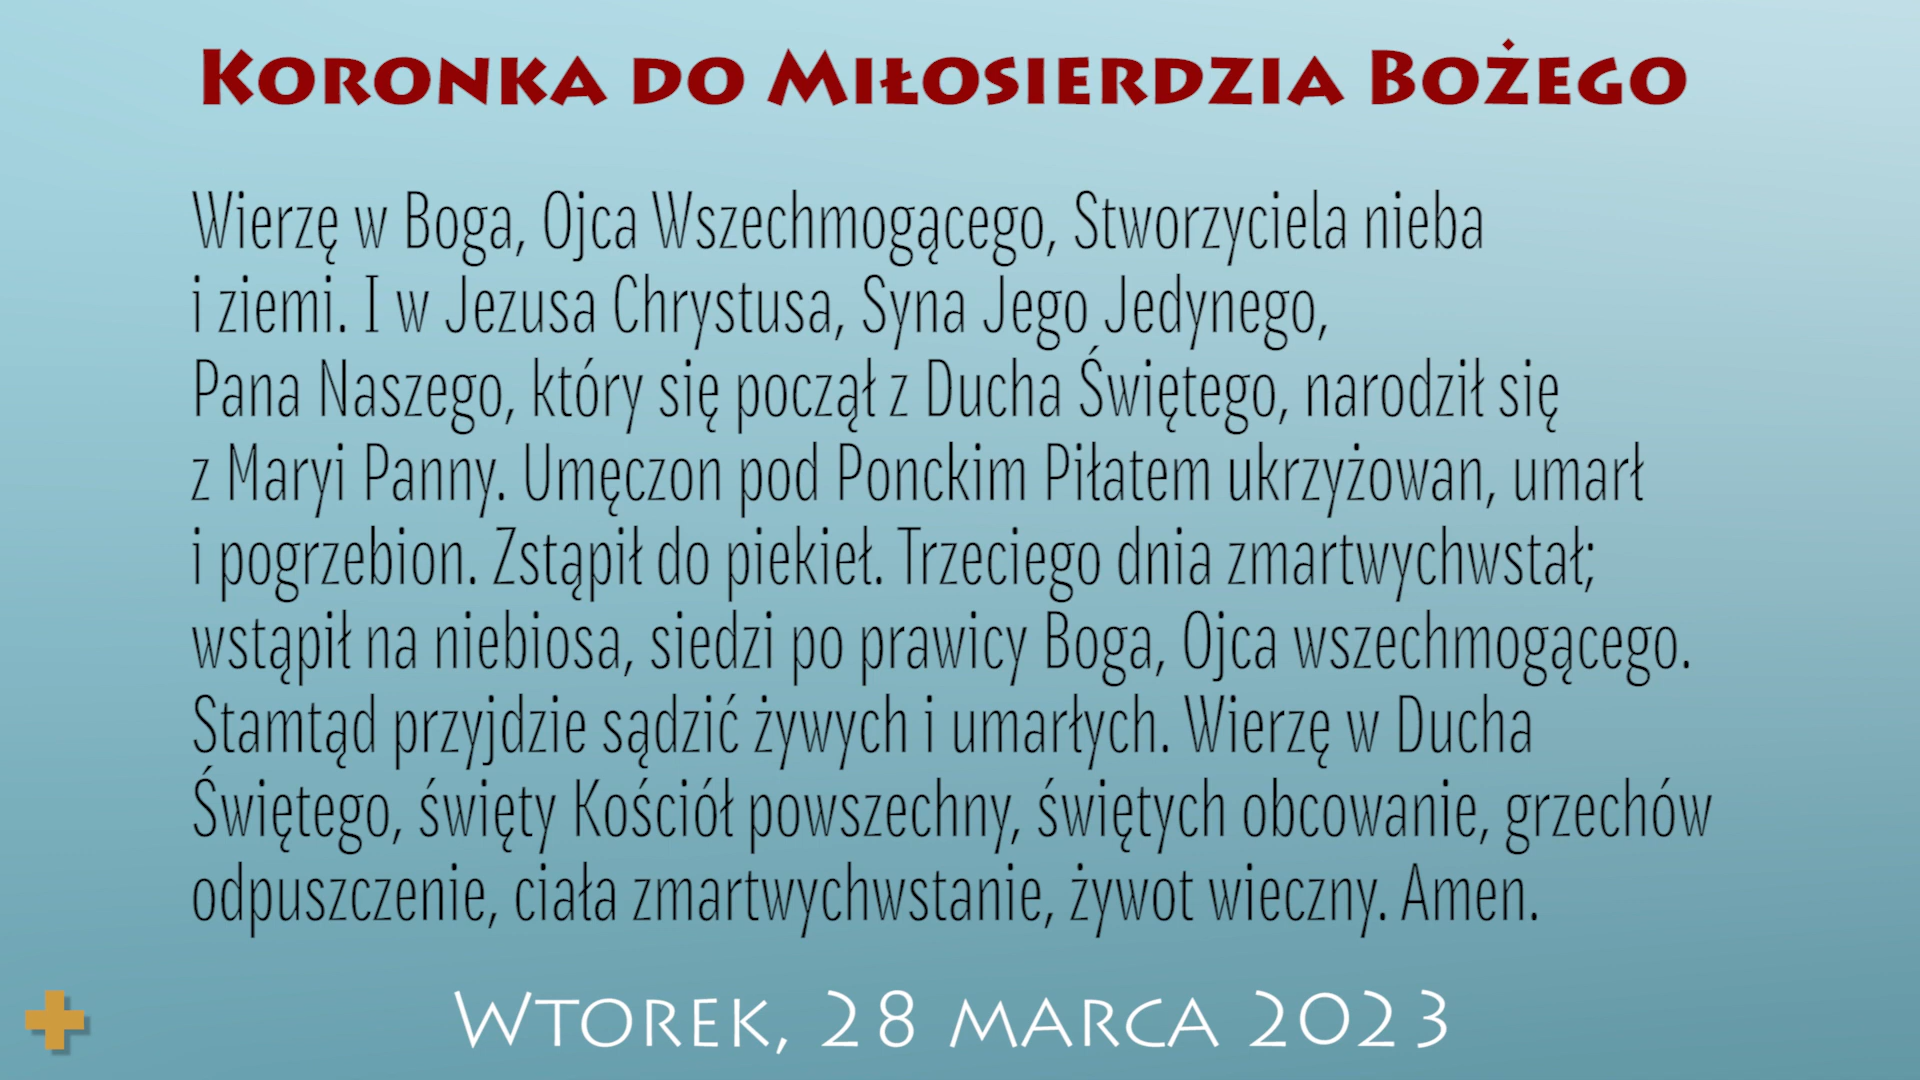 Koronka do Miłosierdzia Bożego
Wierzę w Boga, Ojca Wszechmogącego, Stworzyciela nieba
i ziemi. I w Jezusa Chrystusa, Syna Jego Jedynego,
Pana Naszego, który się począł z Ducha Świętego, narodził się
z Maryi Panny. Umęczon pod Ponckim Piłatem ukrzyżowan, umarł
i pogrzebion. Zstąpił do piekieł. Trzeciego dnia zmartwychwstał;
wstąpił na niebiosa, siedzi po prawicy Boga, Ojca wszechmogącego.
Stamtąd przyjdzie sądzić żywych i umarłych. Wierzę w Ducha
Świętego, święty Kościół powszechny, świętych obcowanie, grzechów
odpuszczenie, ciała zmartwychwstanie, żywot wieczny. Amen.
Wtorek, 28 marca 2023